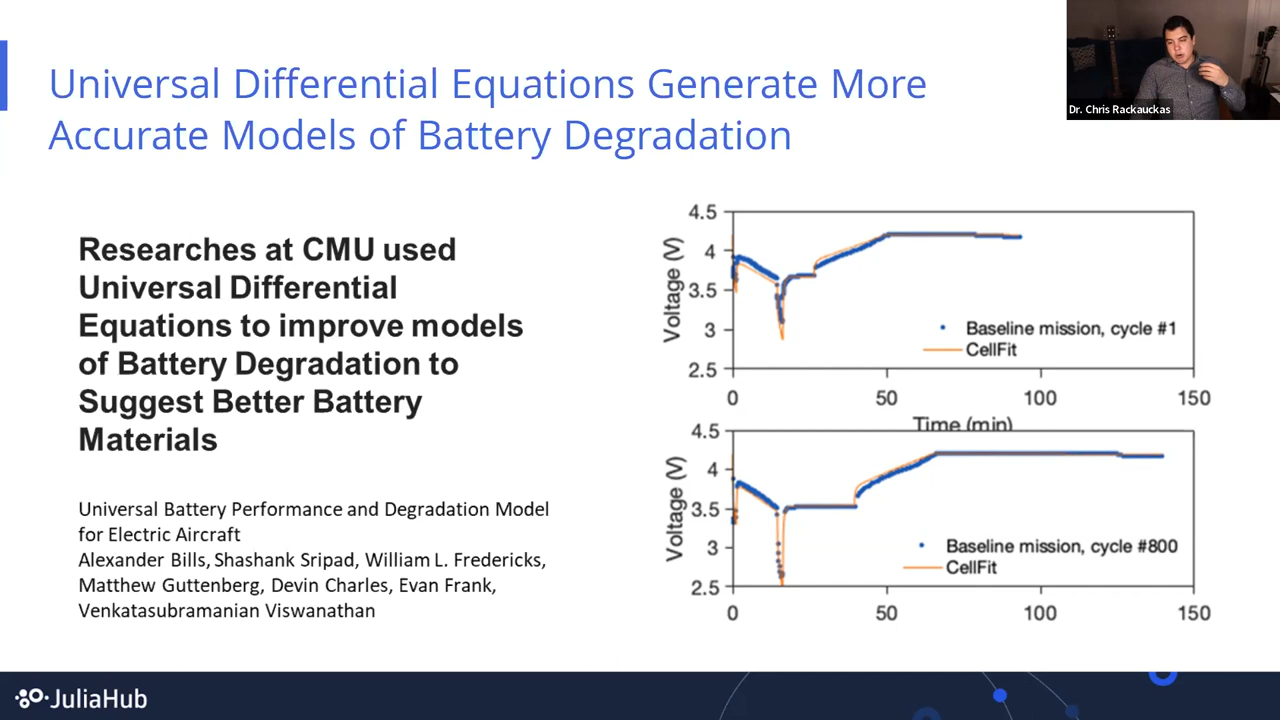 Universal Differential Equations Generate More
Accurate Models of Battery Degradation
Dr. Chris Rackauckas
Researches at CMU used
Universal Differential
Equations to improve models
of Battery Degradation to
Suggest Better Battery
Materials
Universal Battery Performance and Degradation Model
for Electric Aircraft
Alexander Bills, Shashank Sripad, William L. Fredericks,
Matthew Guttenberg, Devin Charles, Evan Frank,
Venkatasubramanian Viswanathan
4.5
4
3.5
3
2.5
Voltage (V)
Baseline mission, cycle #1
CellFit
0 50 100 150
Time (min)
4.5
4
3.5
3
2.5
Voltage (V)
Baseline mission, cycle #800
CellFit
0 50 100 150
JuliaHub